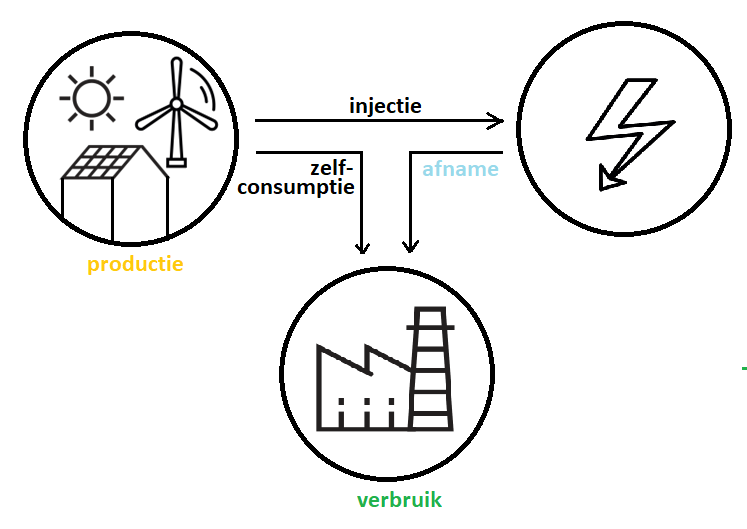 injectie
zelf-
consumptie
afname
productie
verbruik